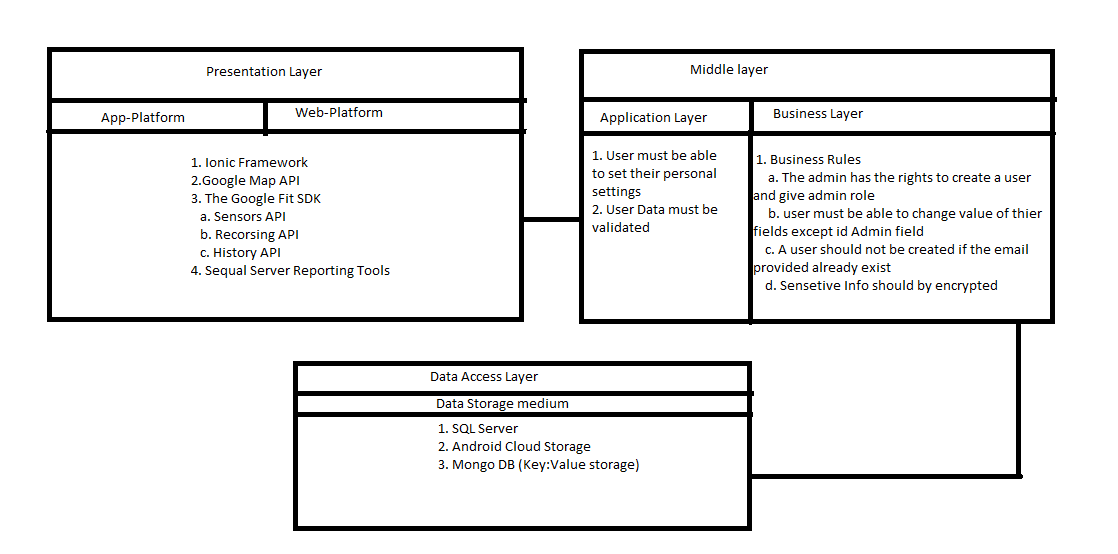 Presentation Layer
App-Platform
Web-Platform
1. Ionic Framework
2.Google Map API
3. The Google Fit SDK
a. Sensors API
b. Recorsing API
c. History API
4. Sequal Server Reporting Tools
Middle layer
Application Layer
Business Layer
1. User must be able
to set their personal
settings
2. User Data must be
validated
1. Business Rules
a. The admin has the rights to create a user
and give admin role
b. user must be able to change value of thier
fields except id Admin field
c. A user should not be created if the email
provided already exist
d. Sensetive Info should by encrypted
Data Access Layer
Data Storage medium
1. SQL Server
2. Android Cloud Storage
3. Mongo DB (Key:Value storage)